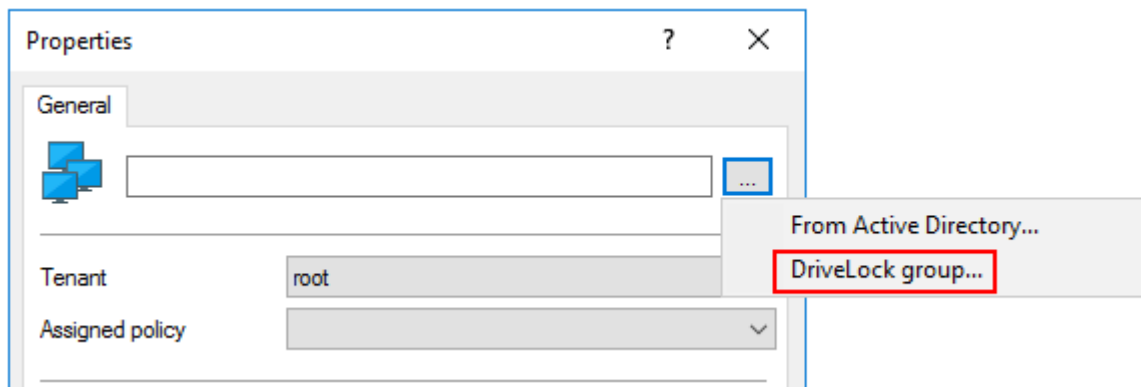 Properties ?
General
...
From Active Directory...
DriveLock group...
Tenant root
Assigned policy